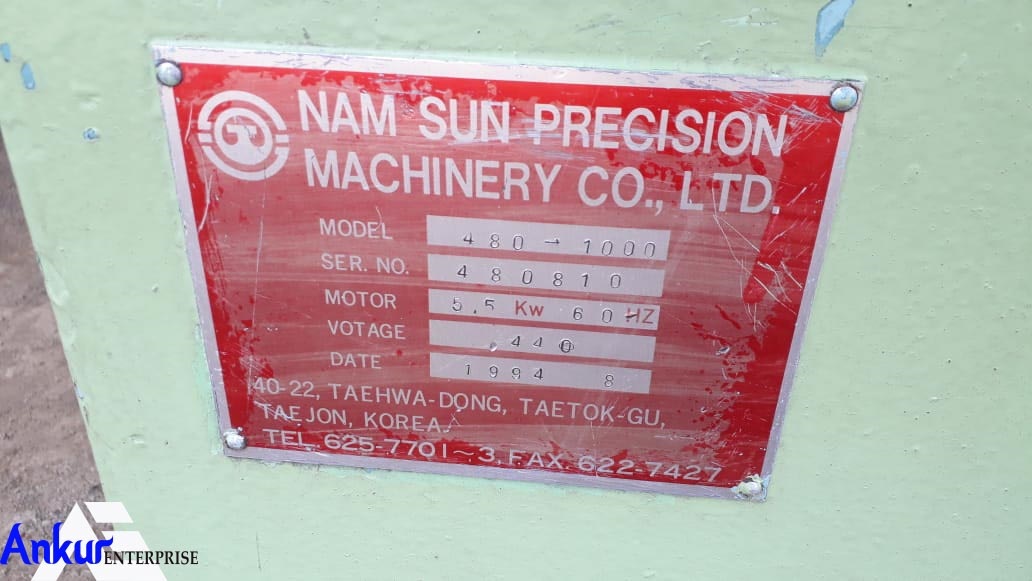 NAM SUN PRECISION
MACHINERY CO., LTD.
MODEL 480-1000
SER. NO. 480810
MOTOR 5.5 Kw 60 HZ
VOTAGE 440
DATE 1994 8
140-22, TAEHWA-DONG, TAETOK-GU,
TAEJON, KOREA.
TEL. 625-7701~3, FAX. 622-7427
Ankur ENTERPRISE